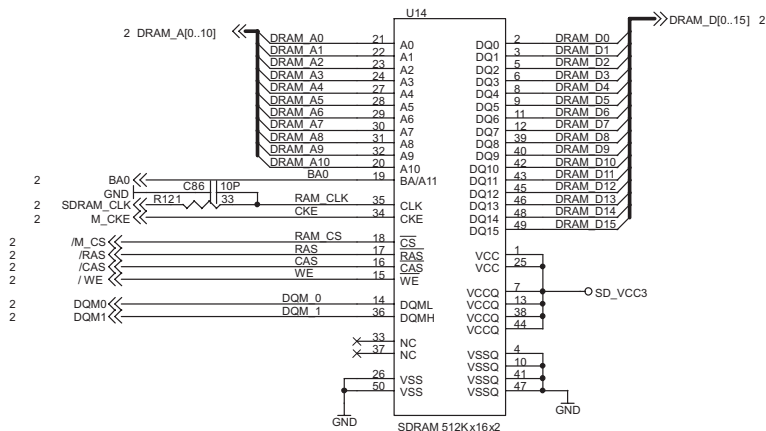 U14
2 DRAM_A[0..10]
DRAM_D[0..15] 2
DRAM_A0 21 A0 DQ0 2 DRAM_D0
DRAM_A1 22 A1 DQ1 3 DRAM_D1
DRAM_A2 23 A2 DQ2 5 DRAM_D2
DRAM_A3 24 A3 DQ3 6 DRAM_D3
DRAM_A4 27 A4 DQ4 8 DRAM_D4
DRAM_A5 28 A5 DQ5 9 DRAM_D5
DRAM_A6 29 A6 DQ6 11 DRAM_D6
DRAM_A7 30 A7 DQ7 12 DRAM_D7
DRAM_A8 31 A8 DQ8 39 DRAM_D8
DRAM_A9 32 A9 DQ9 40 DRAM_D9
DRAM_A10 20 A10 DQ10 42 DRAM_D10
2 BA0 BA0 19 BA/A11 DQ11 43 DRAM_D11
GND C86 10P DQ12 45 DRAM_D12
2 SDRAM_CLK R121 33 RAM_CLK 35 CLK DQ13 46 DRAM_D13
2 M_CKE CKE 34 CKE DQ14 48 DRAM_D14
DQ15 49 DRAM_D15
2 /M_CS RAM_CS 18 CS
2 /RAS RAS 17 RAS VCC 1
2 /CAS CAS 16 CAS VCC 25
2 / WE WE 15 WE
VCCQ 7 SD_VCC3
2 DQM0 DQM_0 14 DQML VCCQ 13
2 DQM1 DQM_1 36 DQMH VCCQ 38
VCCQ 44
33 NC
37 NC VSSQ 4
VSSQ 10
26 VSS VSSQ 41
50 VSS VSSQ 47
GND
GND
SDRAM 512Kx16x2